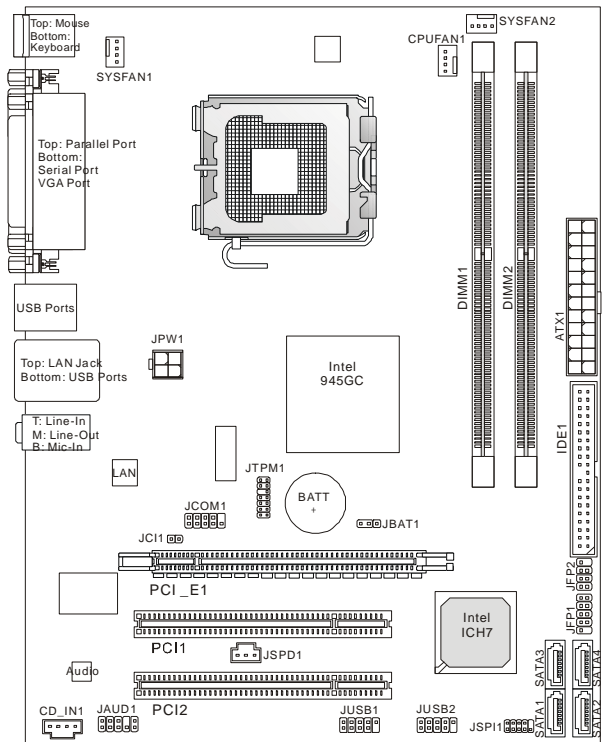 Top: Mouse
Bottom:
Keyboard
SYSFAN1
SYSFAN2
CPUFAN1
Top: Parallel Port
Bottom:
Serial Port
VGA Port
DIMM1
DIMM2
ATX1
USB Ports
JPW1
Top: LAN Jack
Bottom: USB Ports
Intel
945GC
T: Line-In
M: Line-Out
B: Mic-In
IDE1
LAN
JTPM1
BATT
+
JCOM1
JBAT1
JCI1
JFP2
PCI_E1
JFP1
Intel
ICH7
PCI1
JSPD1
SATA3
SATA4
Audio
PCI2
CD_IN1
JAUD1
JUSB1
JUSB2
JSPI1
SATA1
SATA2